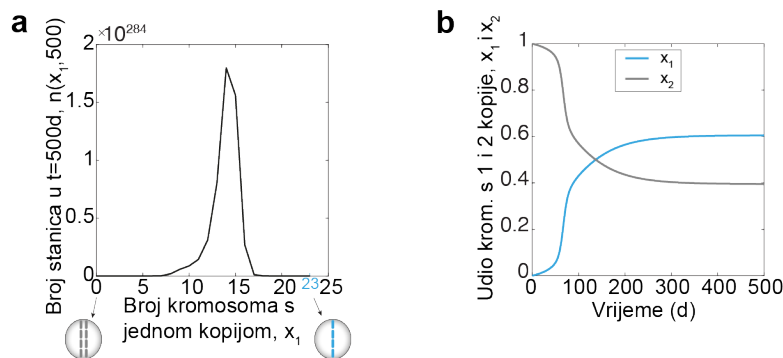 a
×10^284
2
1.5
1
0.5
0
Broj stanica u t=500d, n(x₁,500)
0 5 10 15 20 25
23
Broj kromosoma s
jednom kopijom, x₁
b
1
0.8
0.6
0.4
0.2
0
Udio krom. s 1 i 2 kopije, x₁ i x₂
x₁
x₂
0 100 200 300 400 500
Vrijeme (d)